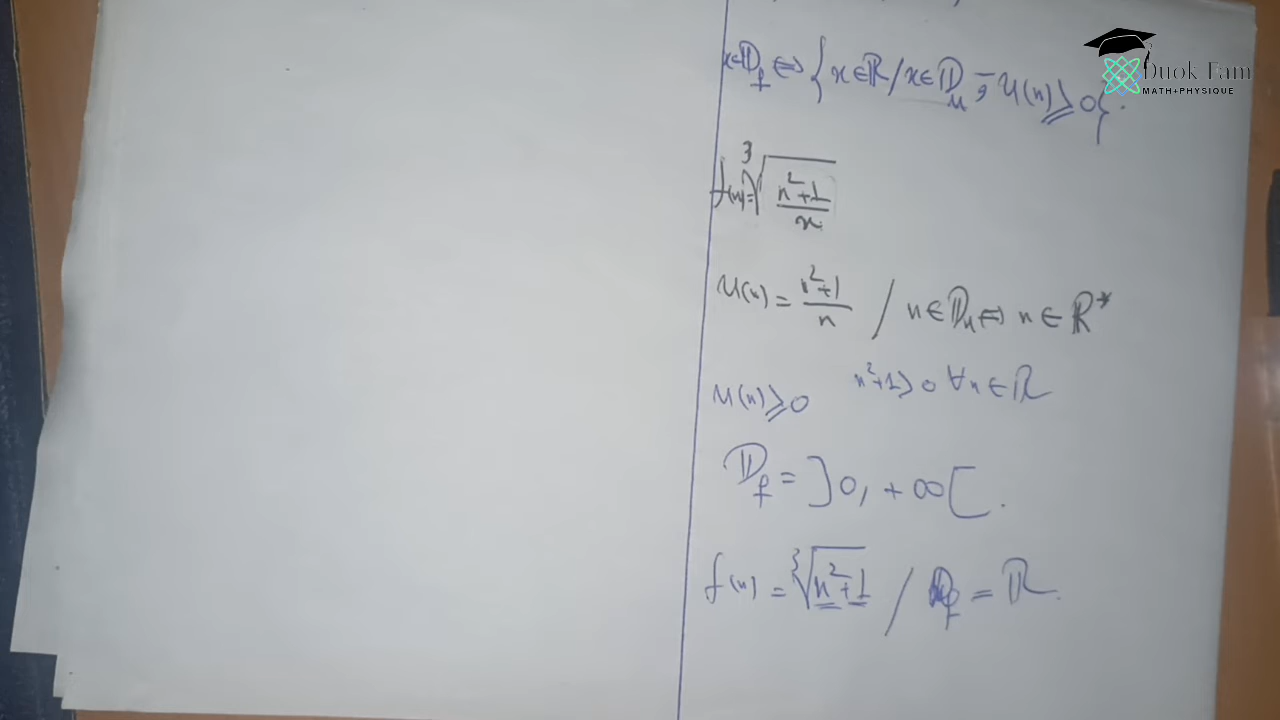 Duok Fam
MATH+PHYSIQUE
x∈D_f ⇔ { x∈ℝ / x∈D_u et u(x) ⩾ 0 }.
f(x) = ∛((x²+1)/x)
u(x) = (x²+1)/x / x∈D_u ⇔ x∈ℝ*
u(x) ⩾ 0 x²+1 > 0 ∀x∈ℝ
D_f = ]0, +∞[.
f(x) = ∛(x²+1) / D_f = ℝ.